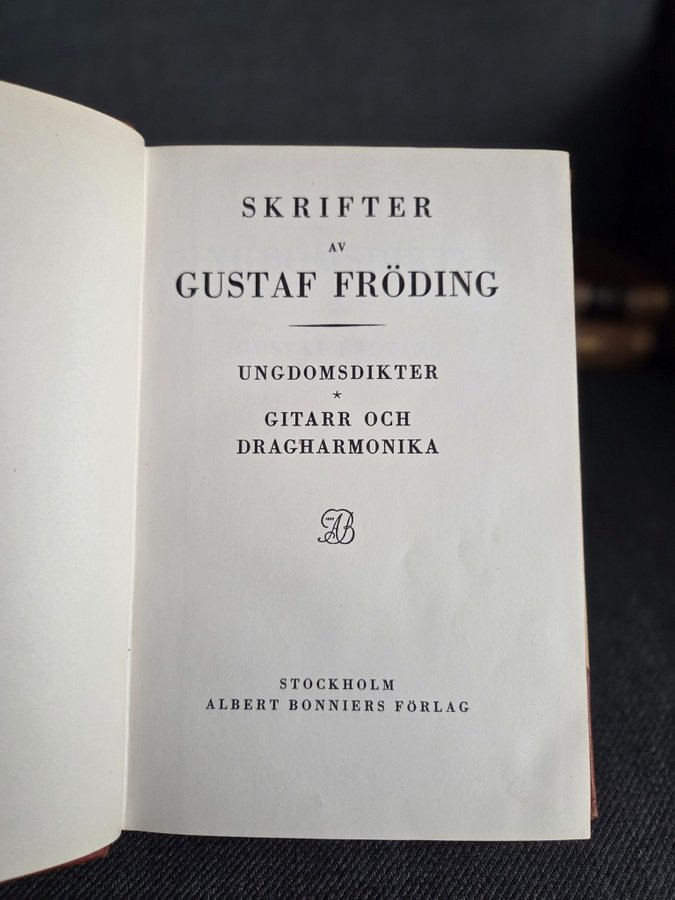 SKRIFTER
AV
GUSTAF FRÖDING
UNGDOMSDIKTER
*
GITARR OCH
DRAGHARMONIKA
AB
STOCKHOLM
ALBERT BONNIERS FÖRLAG